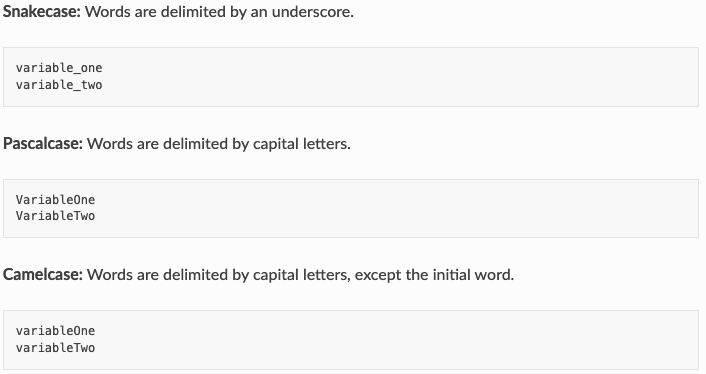 Snakecase: Words are delimited by an underscore.
variable_one
variable_two
Pascalcase: Words are delimited by capital letters.
VariableOne
VariableTwo
Camelcase: Words are delimited by capital letters, except the initial word.
variableOne
variableTwo